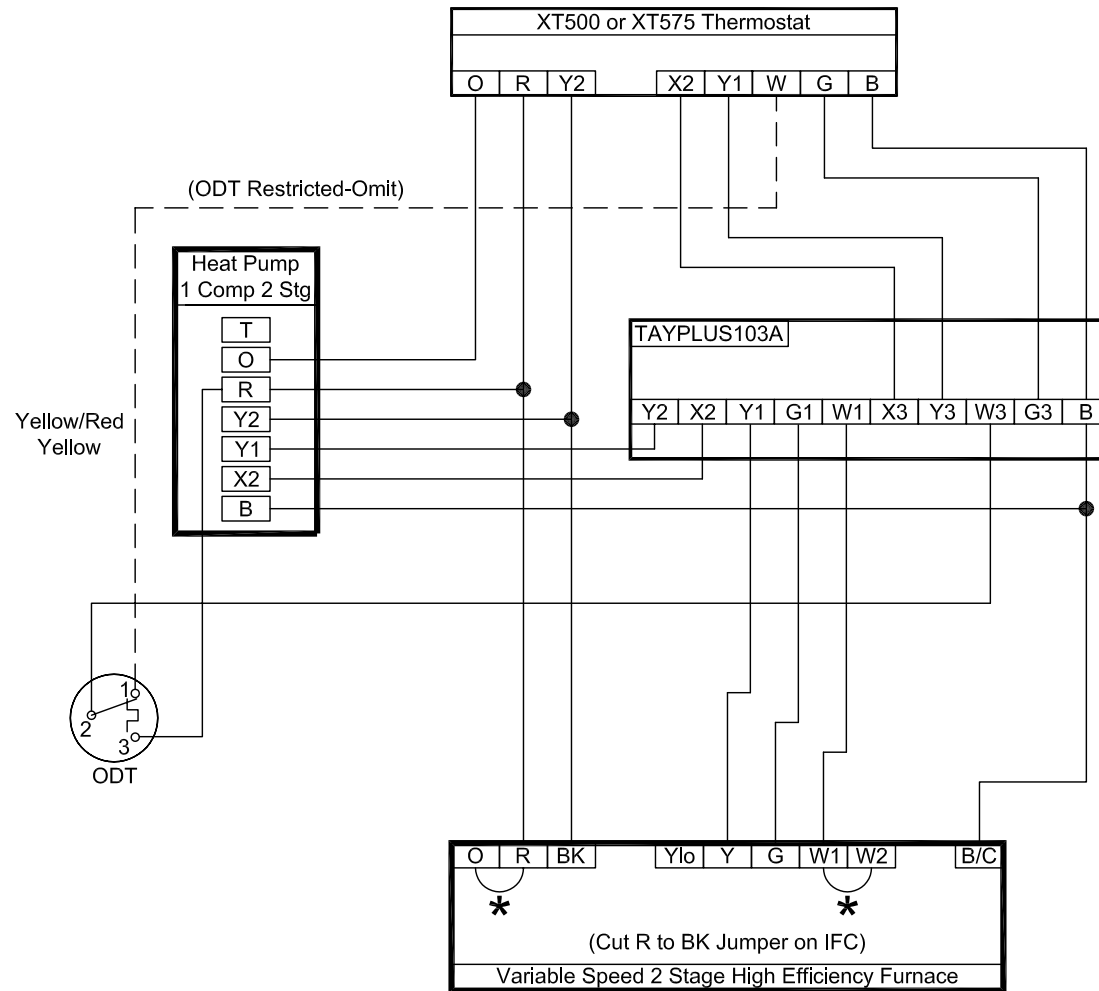 XT500 or XT575 Thermostat
O R Y2 X2 Y1 W G B
(ODT Restricted-Omit)
Heat Pump
1 Comp 2 Stg
T
O
R
Y2
Y1
X2
B
TAYPLUS103A
Y2 X2 Y1 G1 W1 X3 Y3 W3 G3 B
Yellow/Red
Yellow
1
2
3
ODT
O R BK Ylo Y G W1 W2 B/C
* *
(Cut R to BK Jumper on IFC)
Variable Speed 2 Stage High Efficiency Furnace